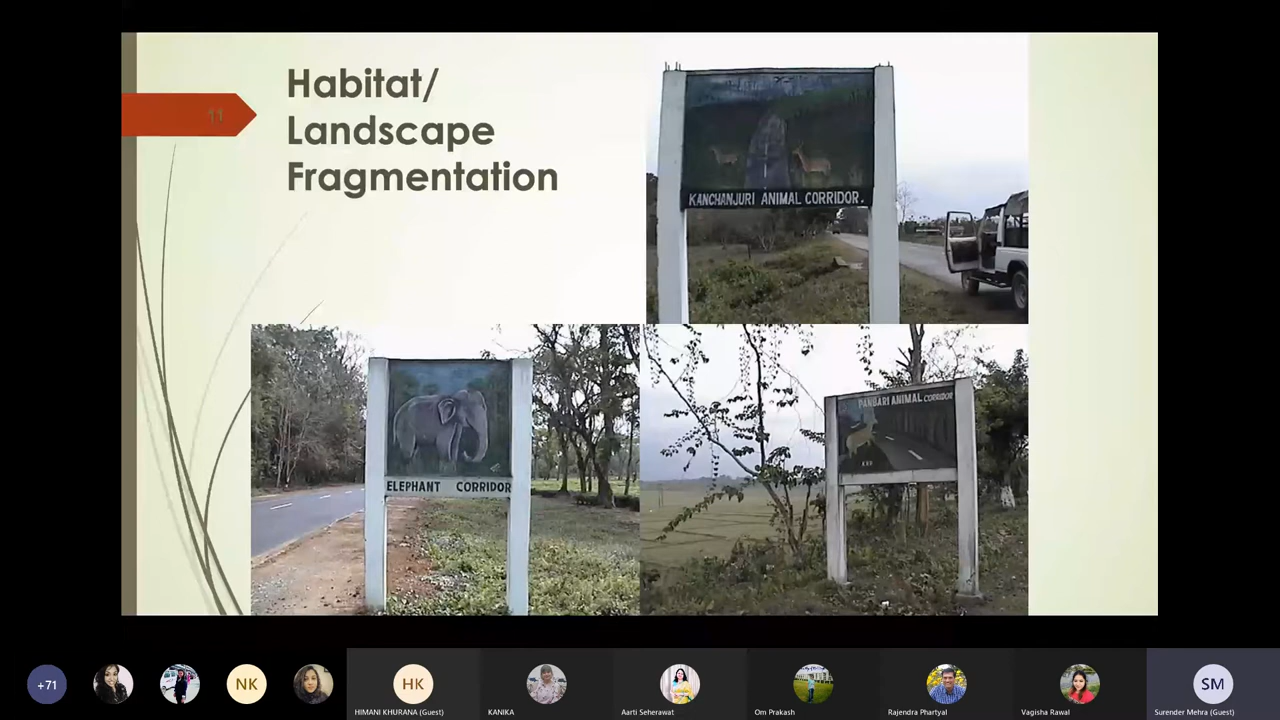 11
Habitat/
Landscape
Fragmentation
KANCHANJURI ANIMAL CORRIDOR.
ELEPHANT CORRIDOR
PANBARI ANIMAL CORRIDOR
+71
NK
HK
HIMANI KHURANA (Guest)
KANIKA
Aarti Seherawat
Om Prakash
Rajendra Phartyal
Vagisha Rawal
SM
Surender Mehra (Guest)